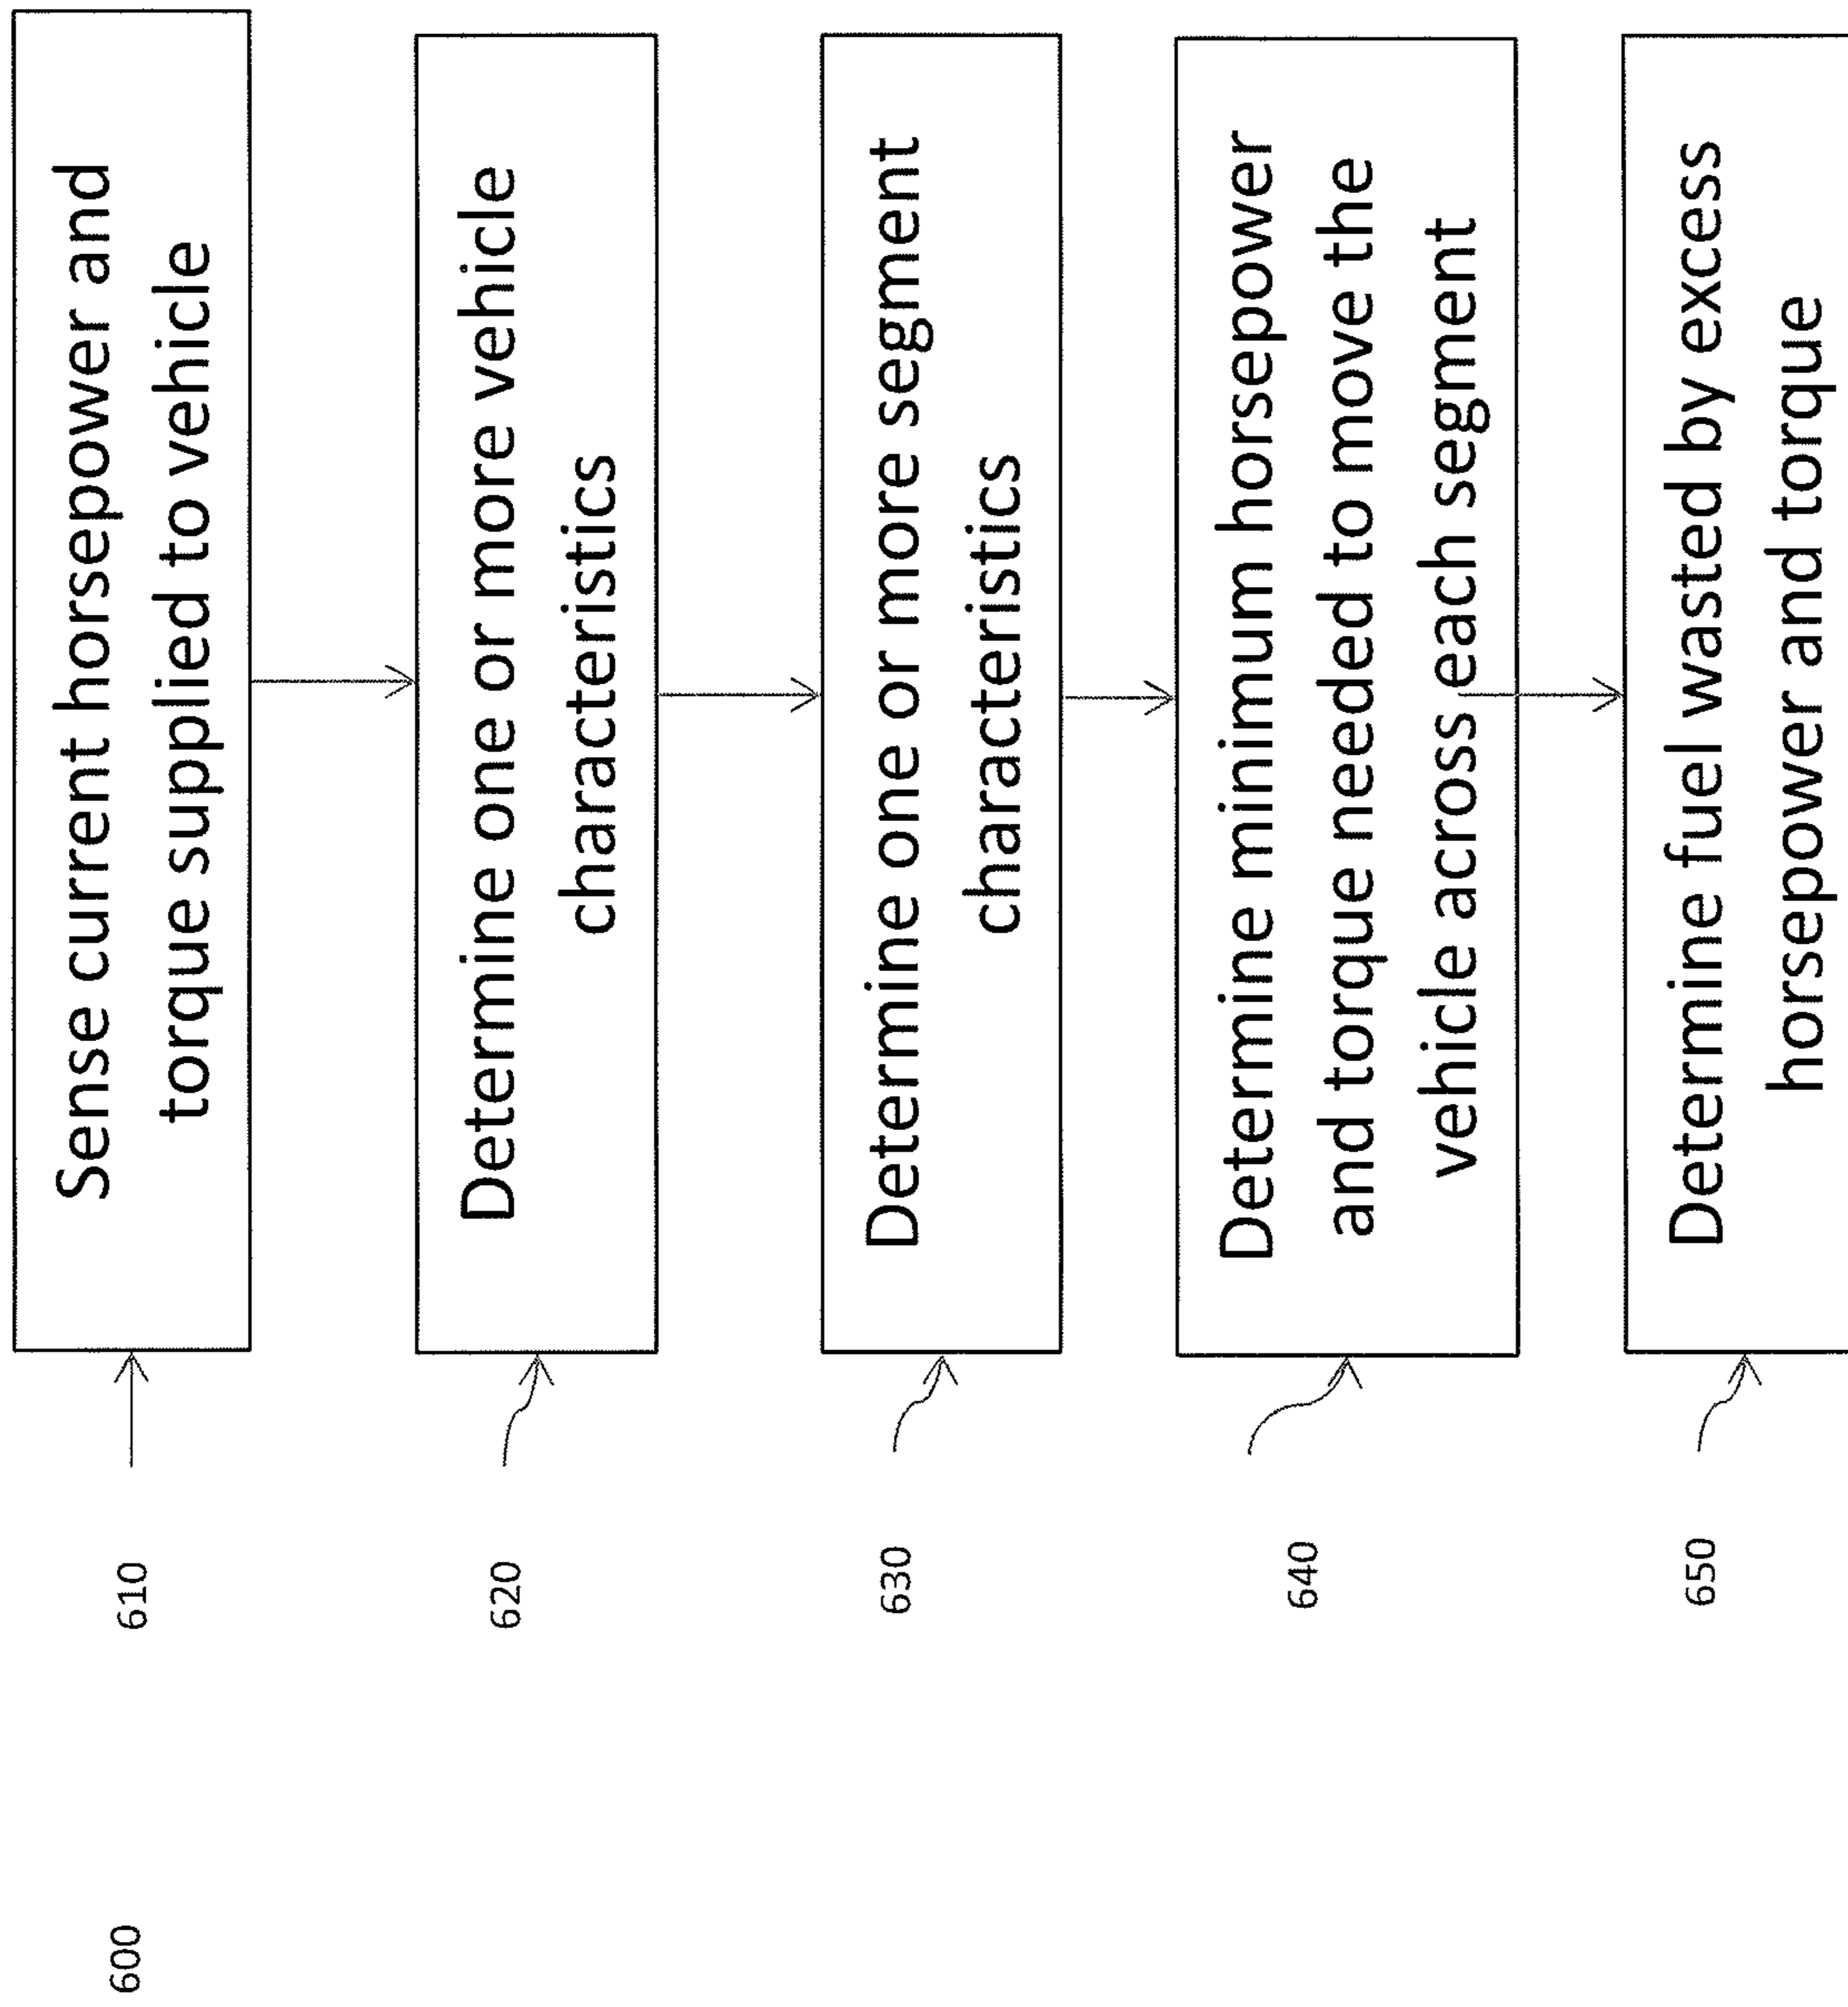 600
610
Sense current horsepower and
torque supplied to vehicle
620
Determine one or more vehicle
characteristics
630
Determine one or more segment
characteristics
640
Determine minimum horsepower
and torque needed to move the
vehicle across each segment
650
Determine fuel wasted by excess
horsepower and torque